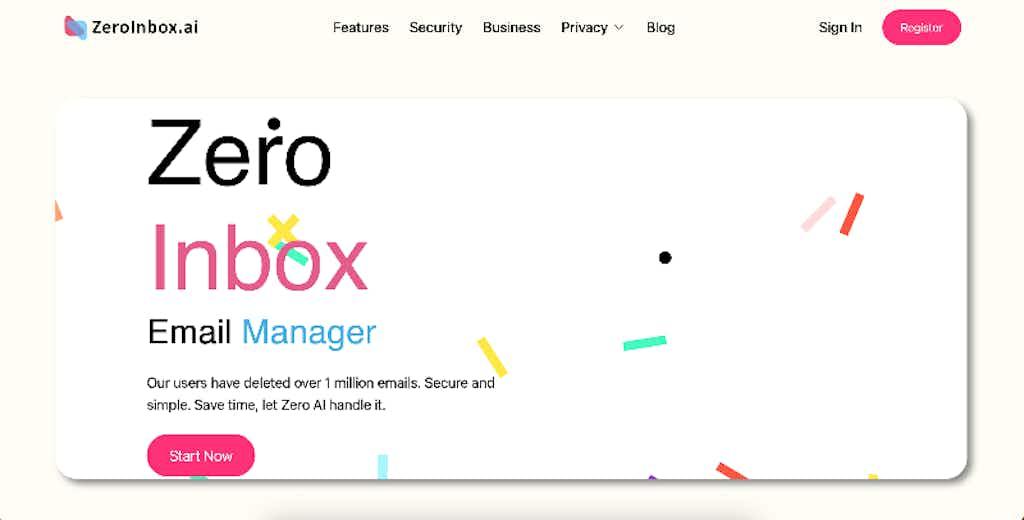 ZeroInbox.ai
Features Security Business Privacy Blog
Sign In Register
Zero
Inbox
Email Manager
Our users have deleted over 1 million emails. Secure and
simple. Save time, let Zero AI handle it.
Start Now